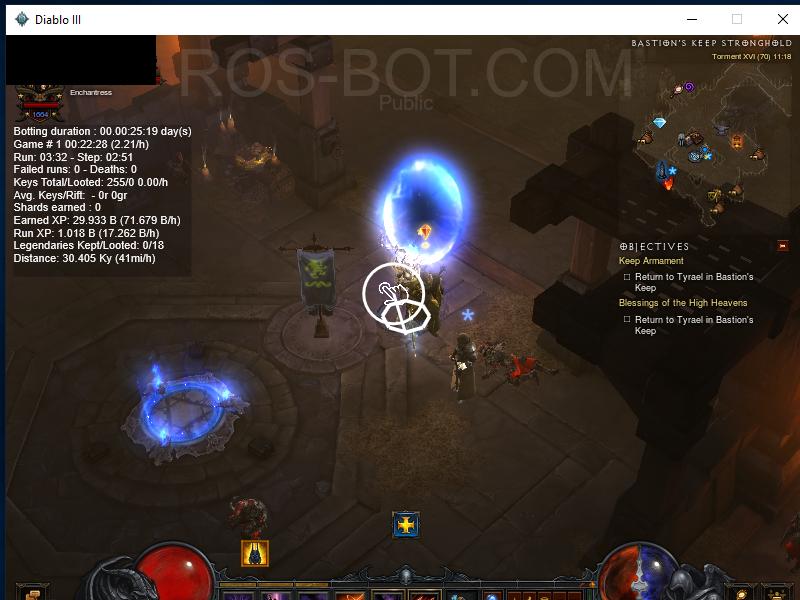 Diablo III
ROS-BOT.COM
Public
BASTION'S KEEP STRONGHOLD
Torment XVI (70) 11:18
Enchantress
1664
Botting duration : 00.00:25:19 day(s)
Game # 1 00:22:28 (2.21/h)
Run: 03:32 - Step: 02:51
Failed runs: 0 - Deaths: 0
Keys Total/Looted: 255/0 0.00/h
Avg. Keys/Rift: - 0r 0gr
Shards earned : 0
Earned XP: 29.933 B (71.679 B/h)
Run XP: 1.018 B (17.262 B/h)
Legendaries Kept/Looted: 0/18
Distance: 30.405 Ky (41mi/h)
OBJECTIVES
Keep Armament
Return to Tyrael in Bastion's
Keep
Blessings of the High Heavens
Return to Tyrael in Bastion's
Keep